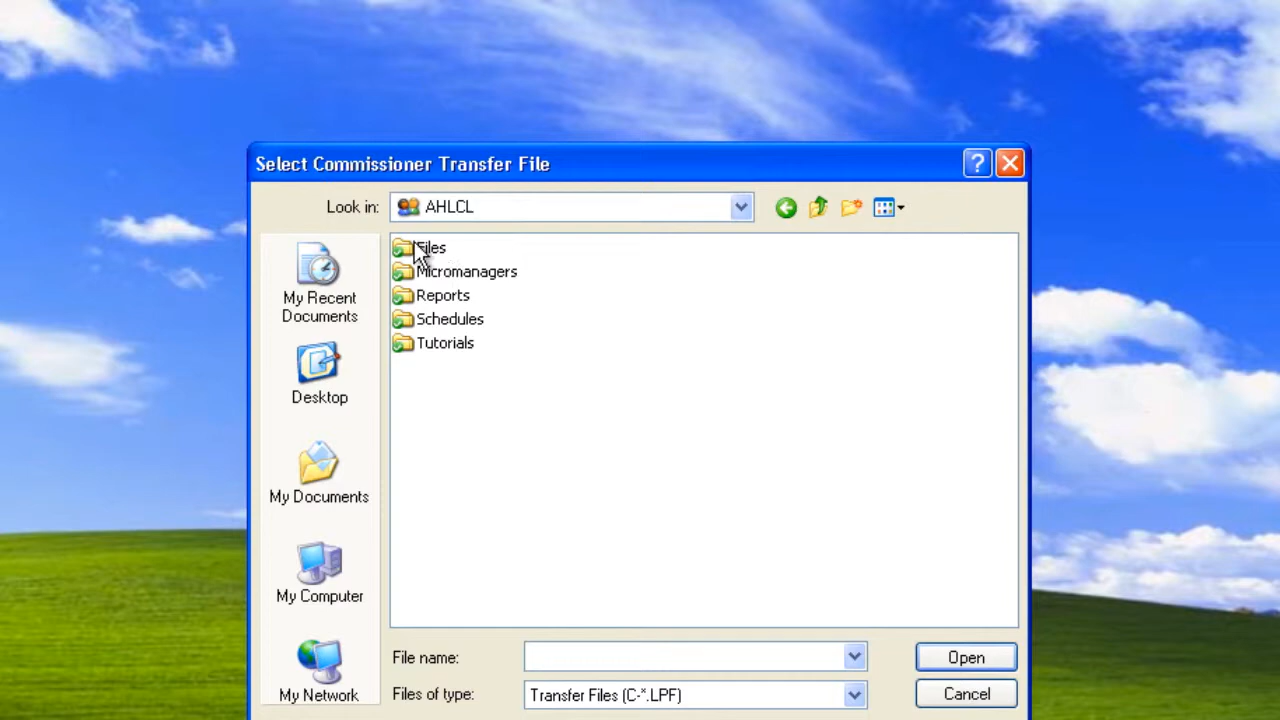 Select Commissioner Transfer File
Look in:
AHLCL
Files
Micromanagers
Reports
Schedules
Tutorials
My Recent
Documents
Desktop
My Documents
My Computer
My Network
File name:
Open
Files of type:
Transfer Files (C-*.LPF)
Cancel